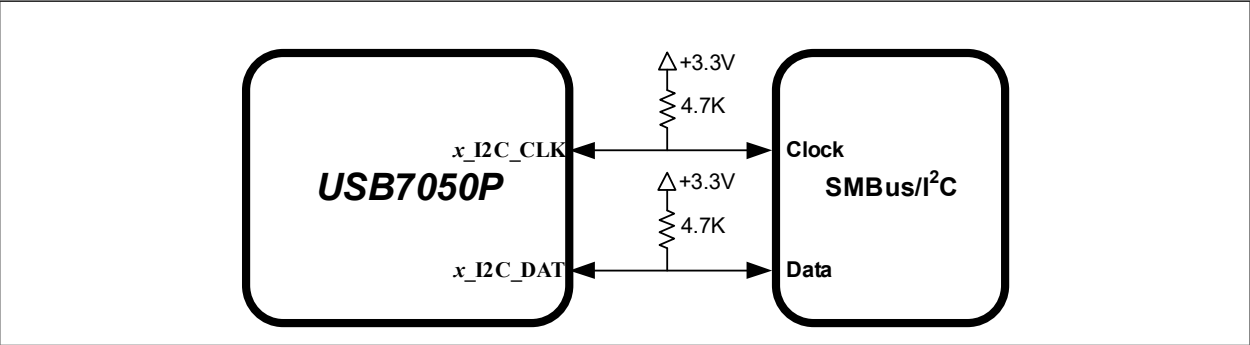 +3.3V
4.7K
x_I2C_CLK
Clock
USB7050P
+3.3V
SMBus/I²C
4.7K
x_I2C_DAT
Data